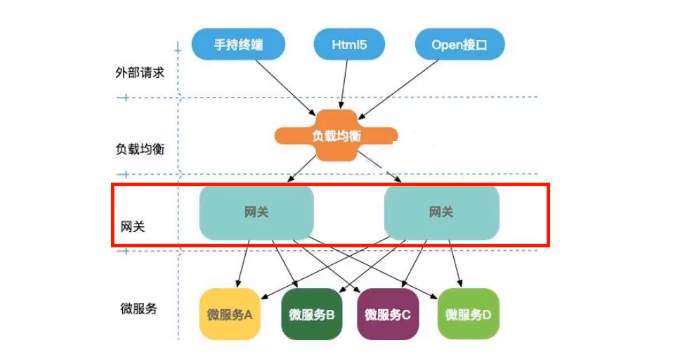 手持终端
Html5
Open接口
外部请求
负载均衡
负载均衡
网关
网关
网关
微服务
微服务A
微服务B
微服务C
微服务D